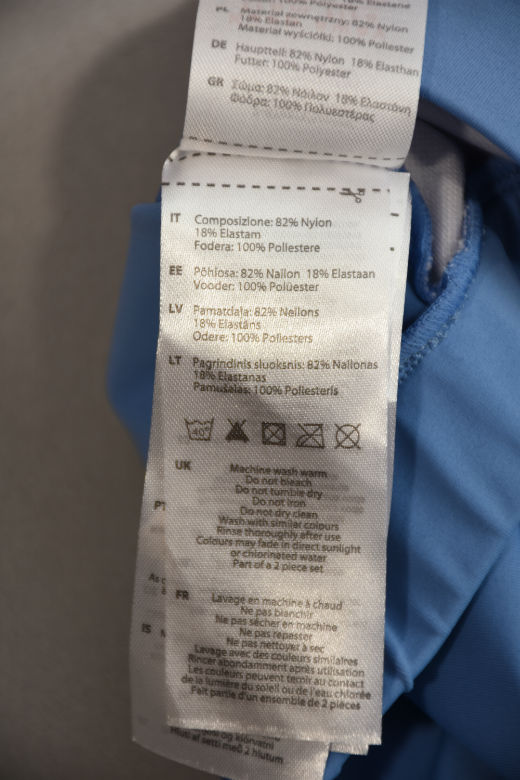 PL Materiał zewnętrzny: 82% Nylon
18% Elastan
Materiał wyściółki: 100% Poliester
DE Hauptteil: 82% Nylon 18% Elasthan
Futter: 100% Polyester
GR Σώμα: 82% Νάιλον 18% Ελαστάνη
Φόδρα: 100% Πολυεστέρας
IT Composizione: 82% Nylon
18% Elastam
Fodera: 100% Poliestere
EE Põhiosa: 82% Nailon 18% Elastaan
Vooder: 100% Polüester
LV Pamatdaļa: 82% Neilons
18% Elastāns
Odere: 100% Poliesters
LT Pagrindinis sluoksnis: 82% Nailonas
18% Elastanas
Pamušalas: 100% Poliesteris
40°
UK Machine wash warm
Do not bleach
Do not tumble dry
Do not iron
Do not dry clean
Wash with similar colours
Rinse thoroughly after use
Colours may fade in direct sunlight
or chlorinated water
Part of a 2 piece set
PT
FR Lavage en machine à chaud
Ne pas blanchir
Ne pas sécher en machine
Ne pas repasser
Ne pas nettoyer à sec
Lavage avec des couleurs similaires
Rincer abondamment après utilisation
Les couleurs peuvent ternir au contact
de la lumière du soleil ou de l'eau chlorée
Fait partie d'un ensemble de 2 pièces
IS
Hluti af setti með 2 hlutum